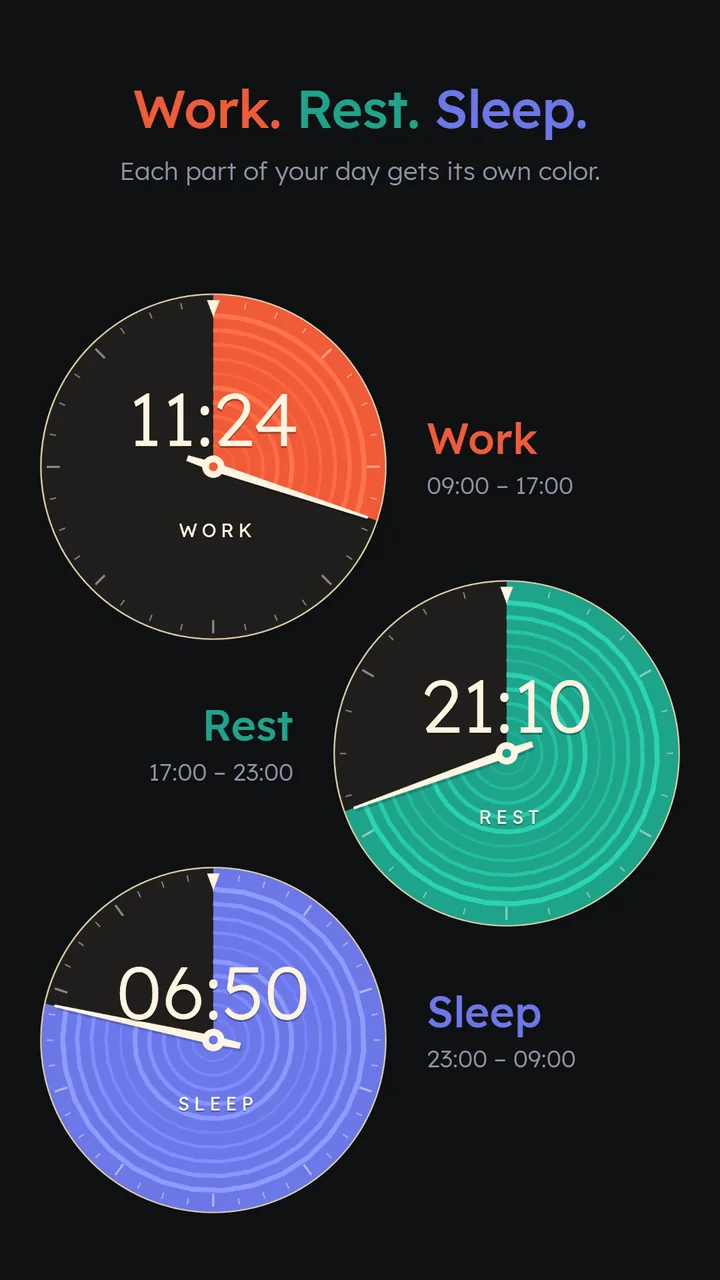 Work. Rest. Sleep.
Each part of your day gets its own color.
11:24
WORK
Work
09:00 – 17:00
21:10
REST
Rest
17:00 – 23:00
06:50
SLEEP
Sleep
23:00 – 09:00